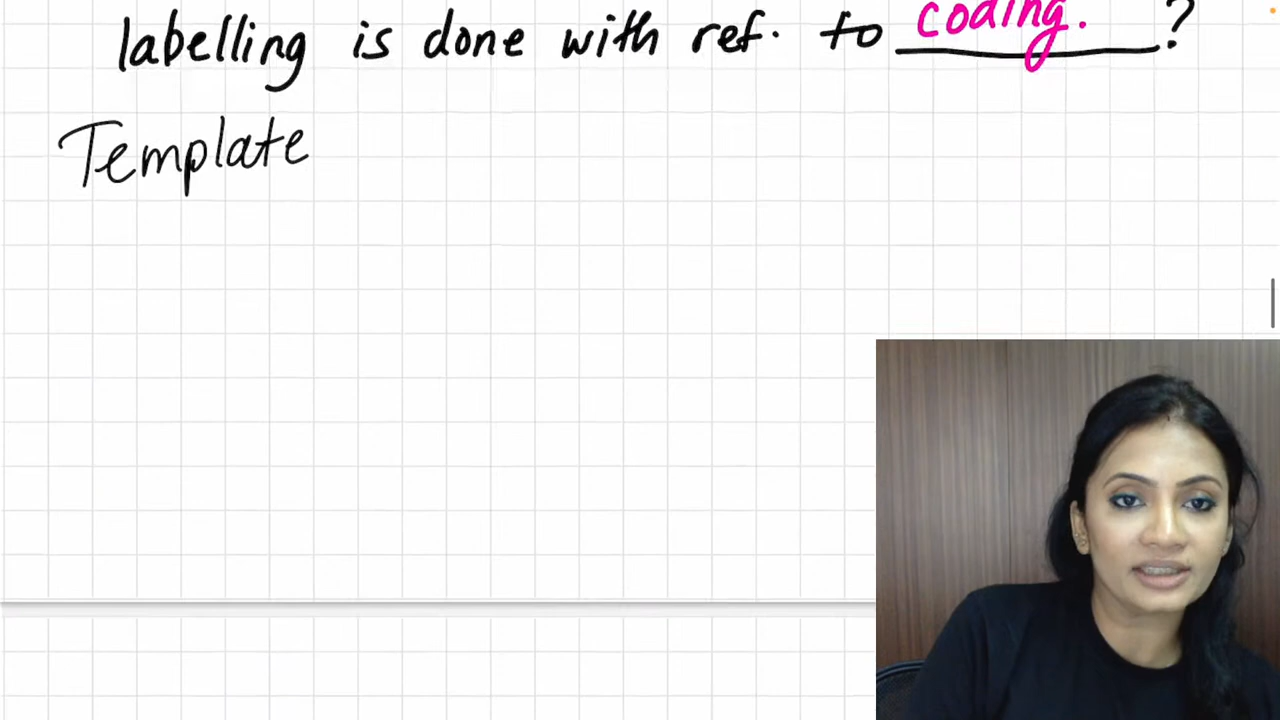 labelling is done with ref. to coding. ?
Template